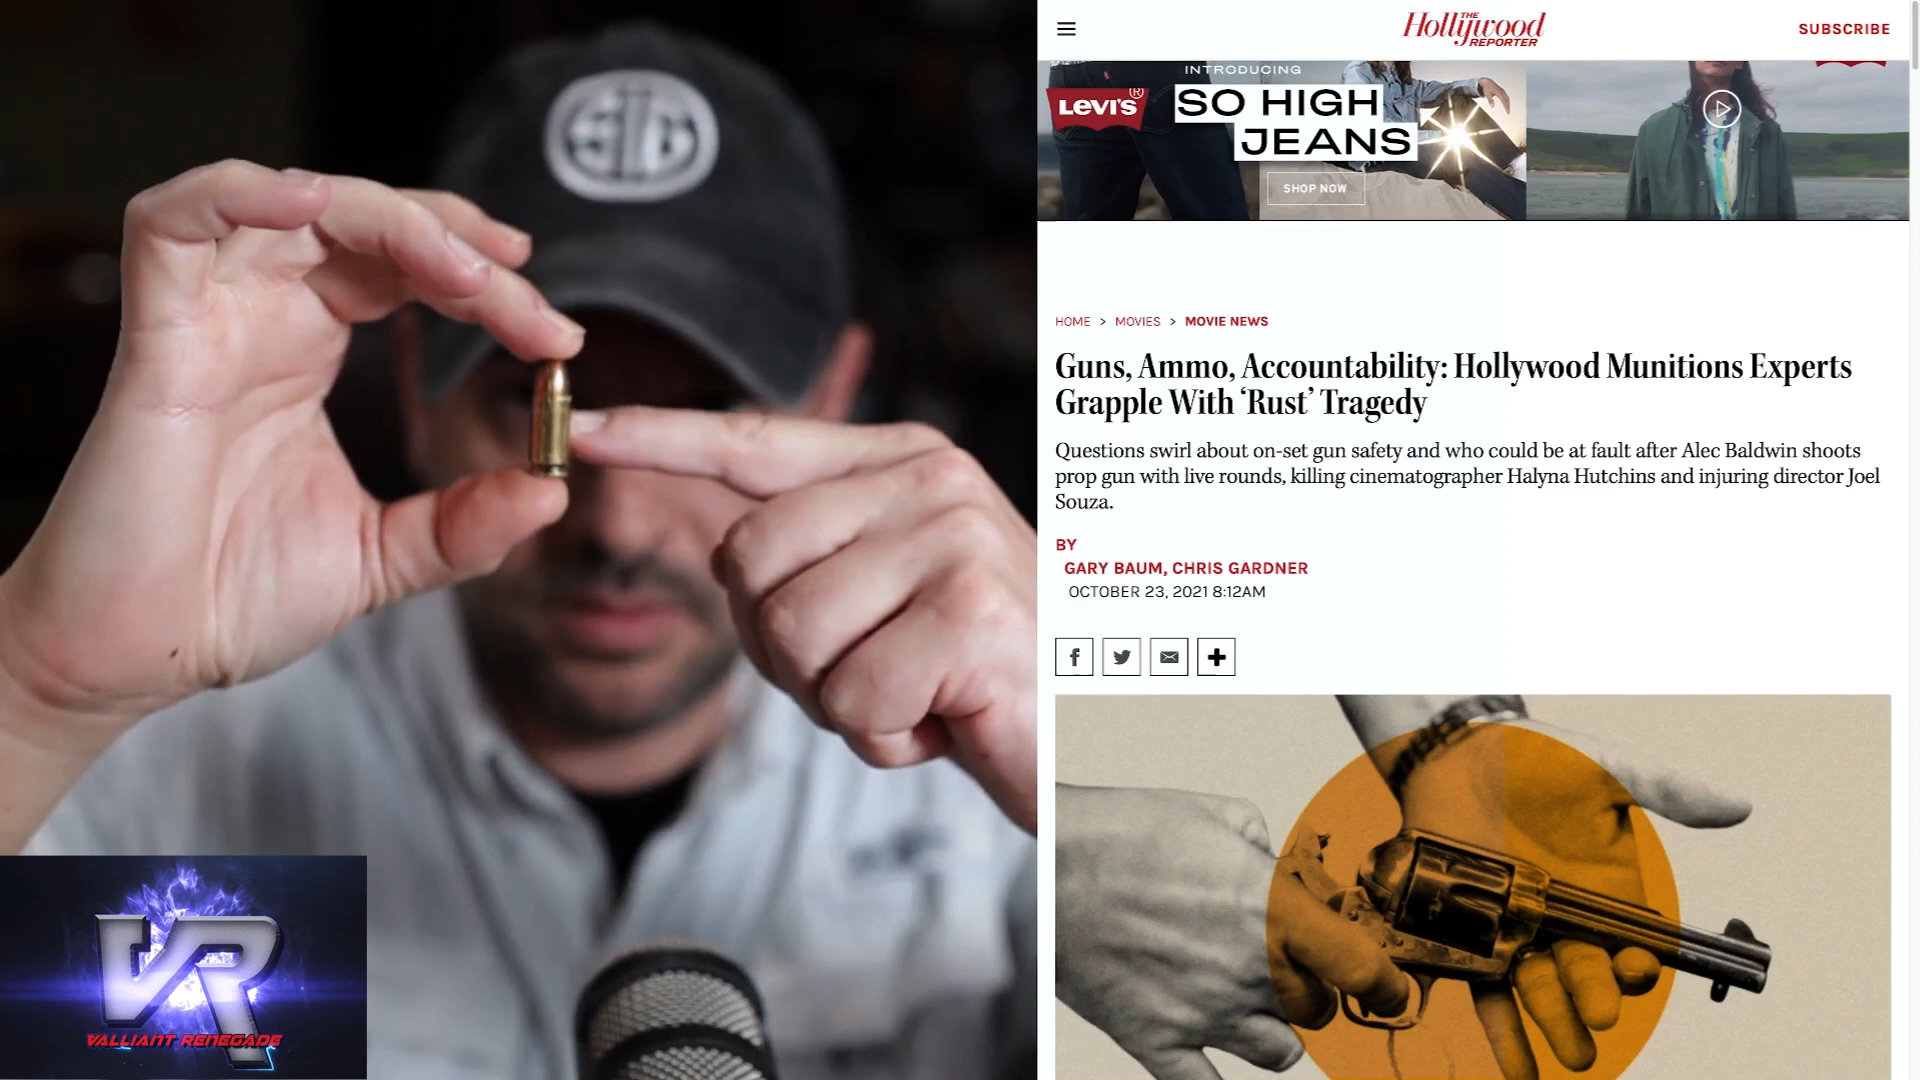 SIG
VR
VALLIANT RENEGADE
THE
Hollywood
REPORTER
SUBSCRIBE
INTRODUCING
LEVI'S®
SO HIGH
JEANS
SHOP NOW
HOME > MOVIES > MOVIE NEWS
Guns, Ammo, Accountability: Hollywood Munitions Experts
Grapple With ‘Rust’ Tragedy
Questions swirl about on-set gun safety and who could be at fault after Alec Baldwin shoots
prop gun with live rounds, killing cinematographer Halyna Hutchins and injuring director Joel
Souza.
BY
GARY BAUM, CHRIS GARDNER
OCTOBER 23, 2021 8:12AM